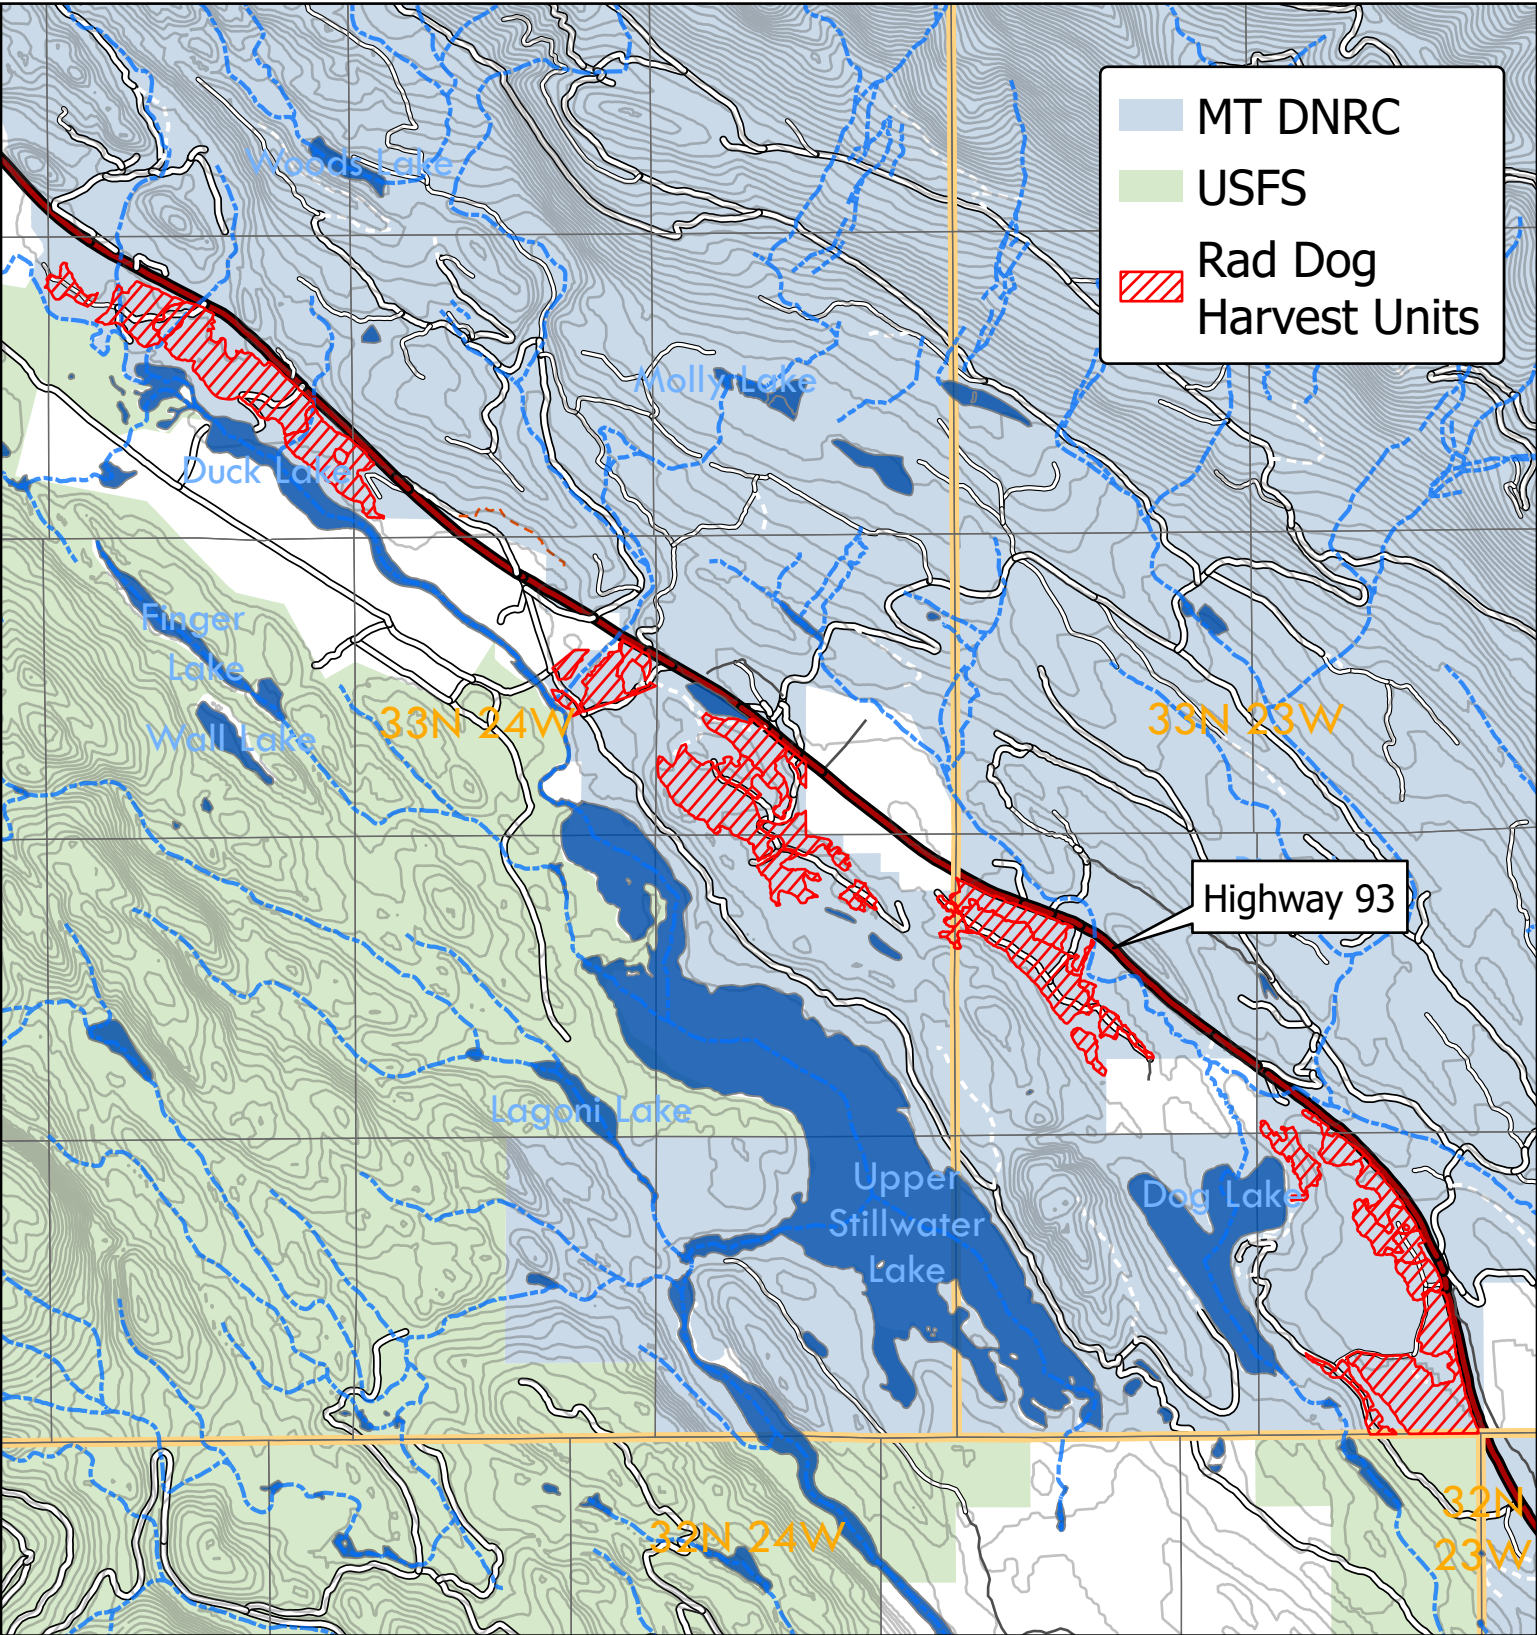 MT DNRC
USFS
Rad Dog
Harvest Units
Woods Lake
Molly Lake
Duck Lake
Finger
Lake
Wall Lake
33N 24W
33N 23W
Highway 93
Lagoni Lake
Upper
Stillwater
Lake
Dog Lake
32N 24W
32N
23W